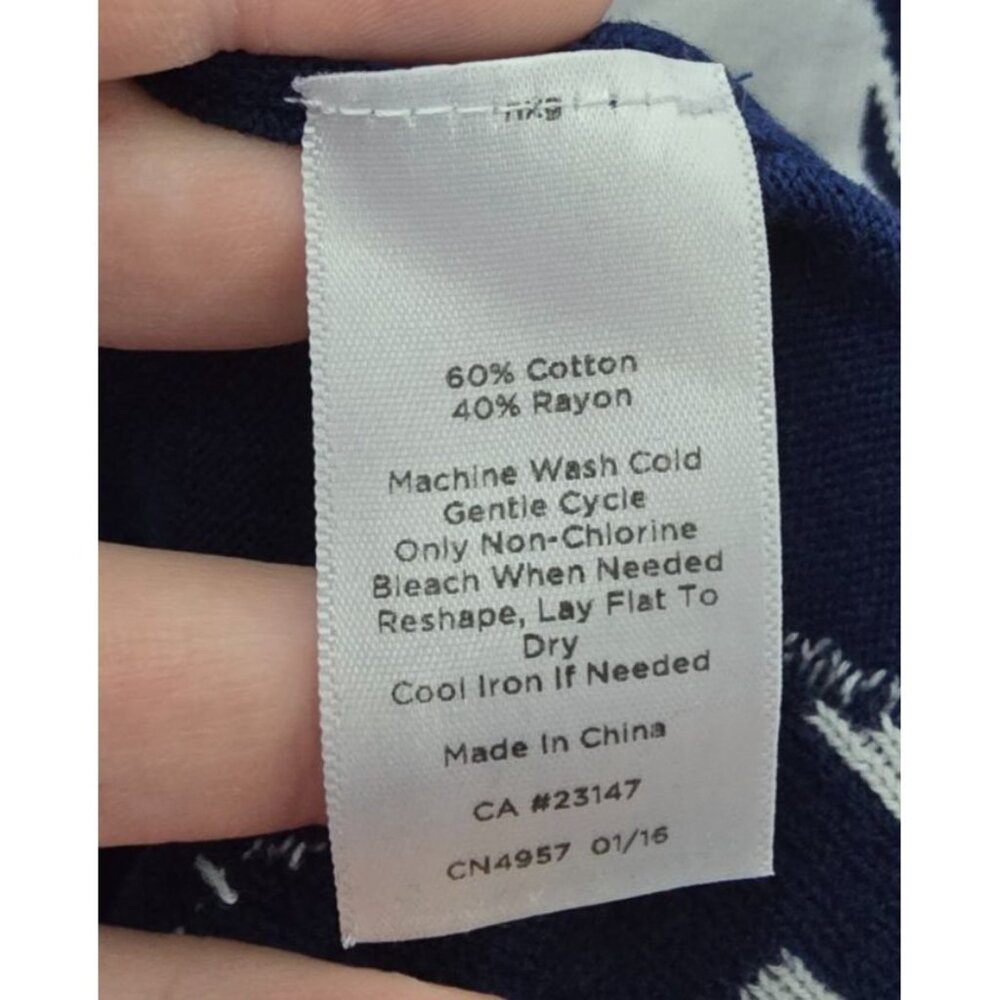 60% Cotton
40% Rayon
Machine Wash Cold
Gentle Cycle
Only Non-Chlorine
Bleach When Needed
Reshape, Lay Flat To
Dry
Cool Iron If Needed
Made In China
CA #23147
CN4957 01/16